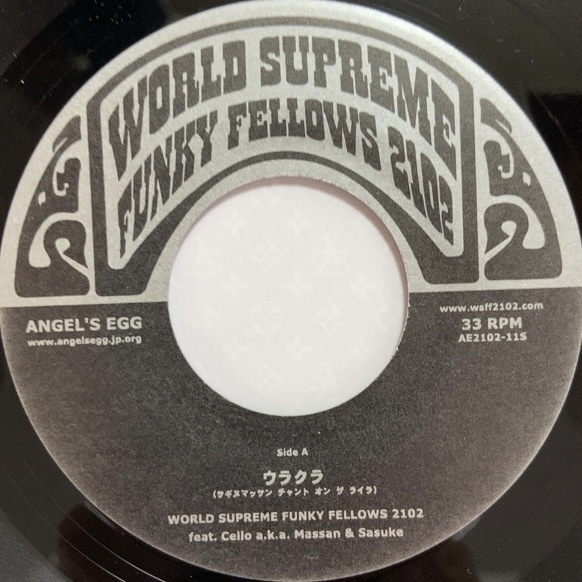 WORLD SUPREME
FUNKY FELLOWS 2102
ANGEL'S EGG
www.angelsegg.jp.org
www.wsff2102.com
33 RPM
AE2102-11S
Side A
ウラクラ
(サギヌマッサン チャント オン ザ ライラ)
WORLD SUPREME FUNKY FELLOWS 2102
feat. Cello a.k.a. Massan & Sasuke